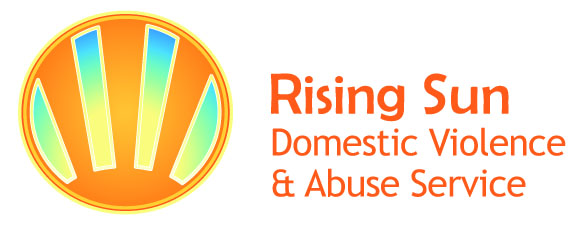 Rising Sun
Domestic Violence
& Abuse Service